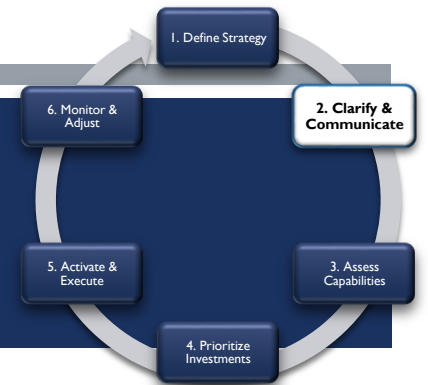 1. Define Strategy
2. Clarify &
Communicate
3. Assess
Capabilities
4. Prioritize
Investments
5. Activate &
Execute
6. Monitor &
Adjust